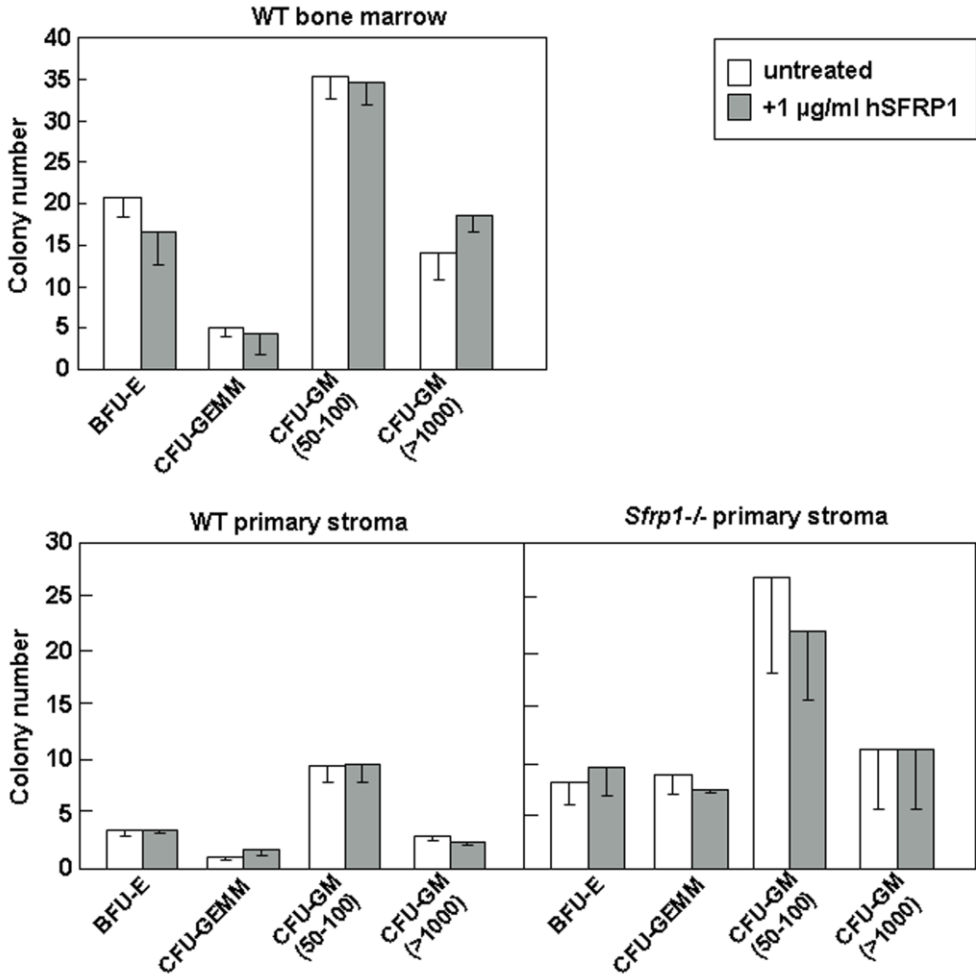 WT bone marrow
40
35
30
25
20
15
10
5
0
Colony number
BFU-E
CFU-GEMM
CFU-GM
(50-100)
CFU-GM
(>1000)
untreated
+1 µg/ml hSFRP1
WT primary stroma
Sfrp1-/- primary stroma
30
25
20
15
10
5
0
Colony number
BFU-E
CFU-GEMM
CFU-GM
(50-100)
CFU-GM
(>1000)
BFU-E
CFU-GEMM
CFU-GM
(50-100)
CFU-GM
(>1000)